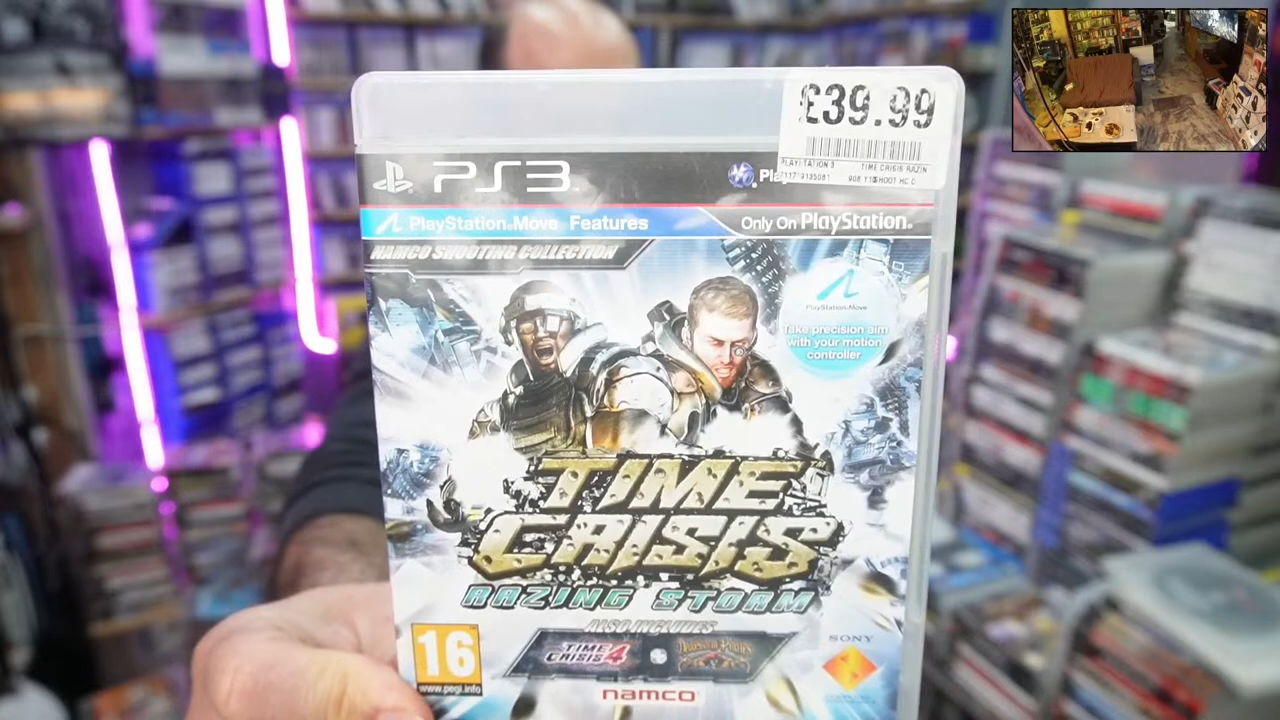 £39.99
PLAYSTATION 3 TIME CRISIS RAZIN
PS3
PlayStation®Move Features
Only On PlayStation®
NAMCO SHOOTING COLLECTION
PlayStation®Move
Take precision aim
with your motion
controller
TIME
CRISIS
RAZING STORM
ALSO INCLUDES
TIME
CRISIS 4
16
www.pegi.info
SONY
namco